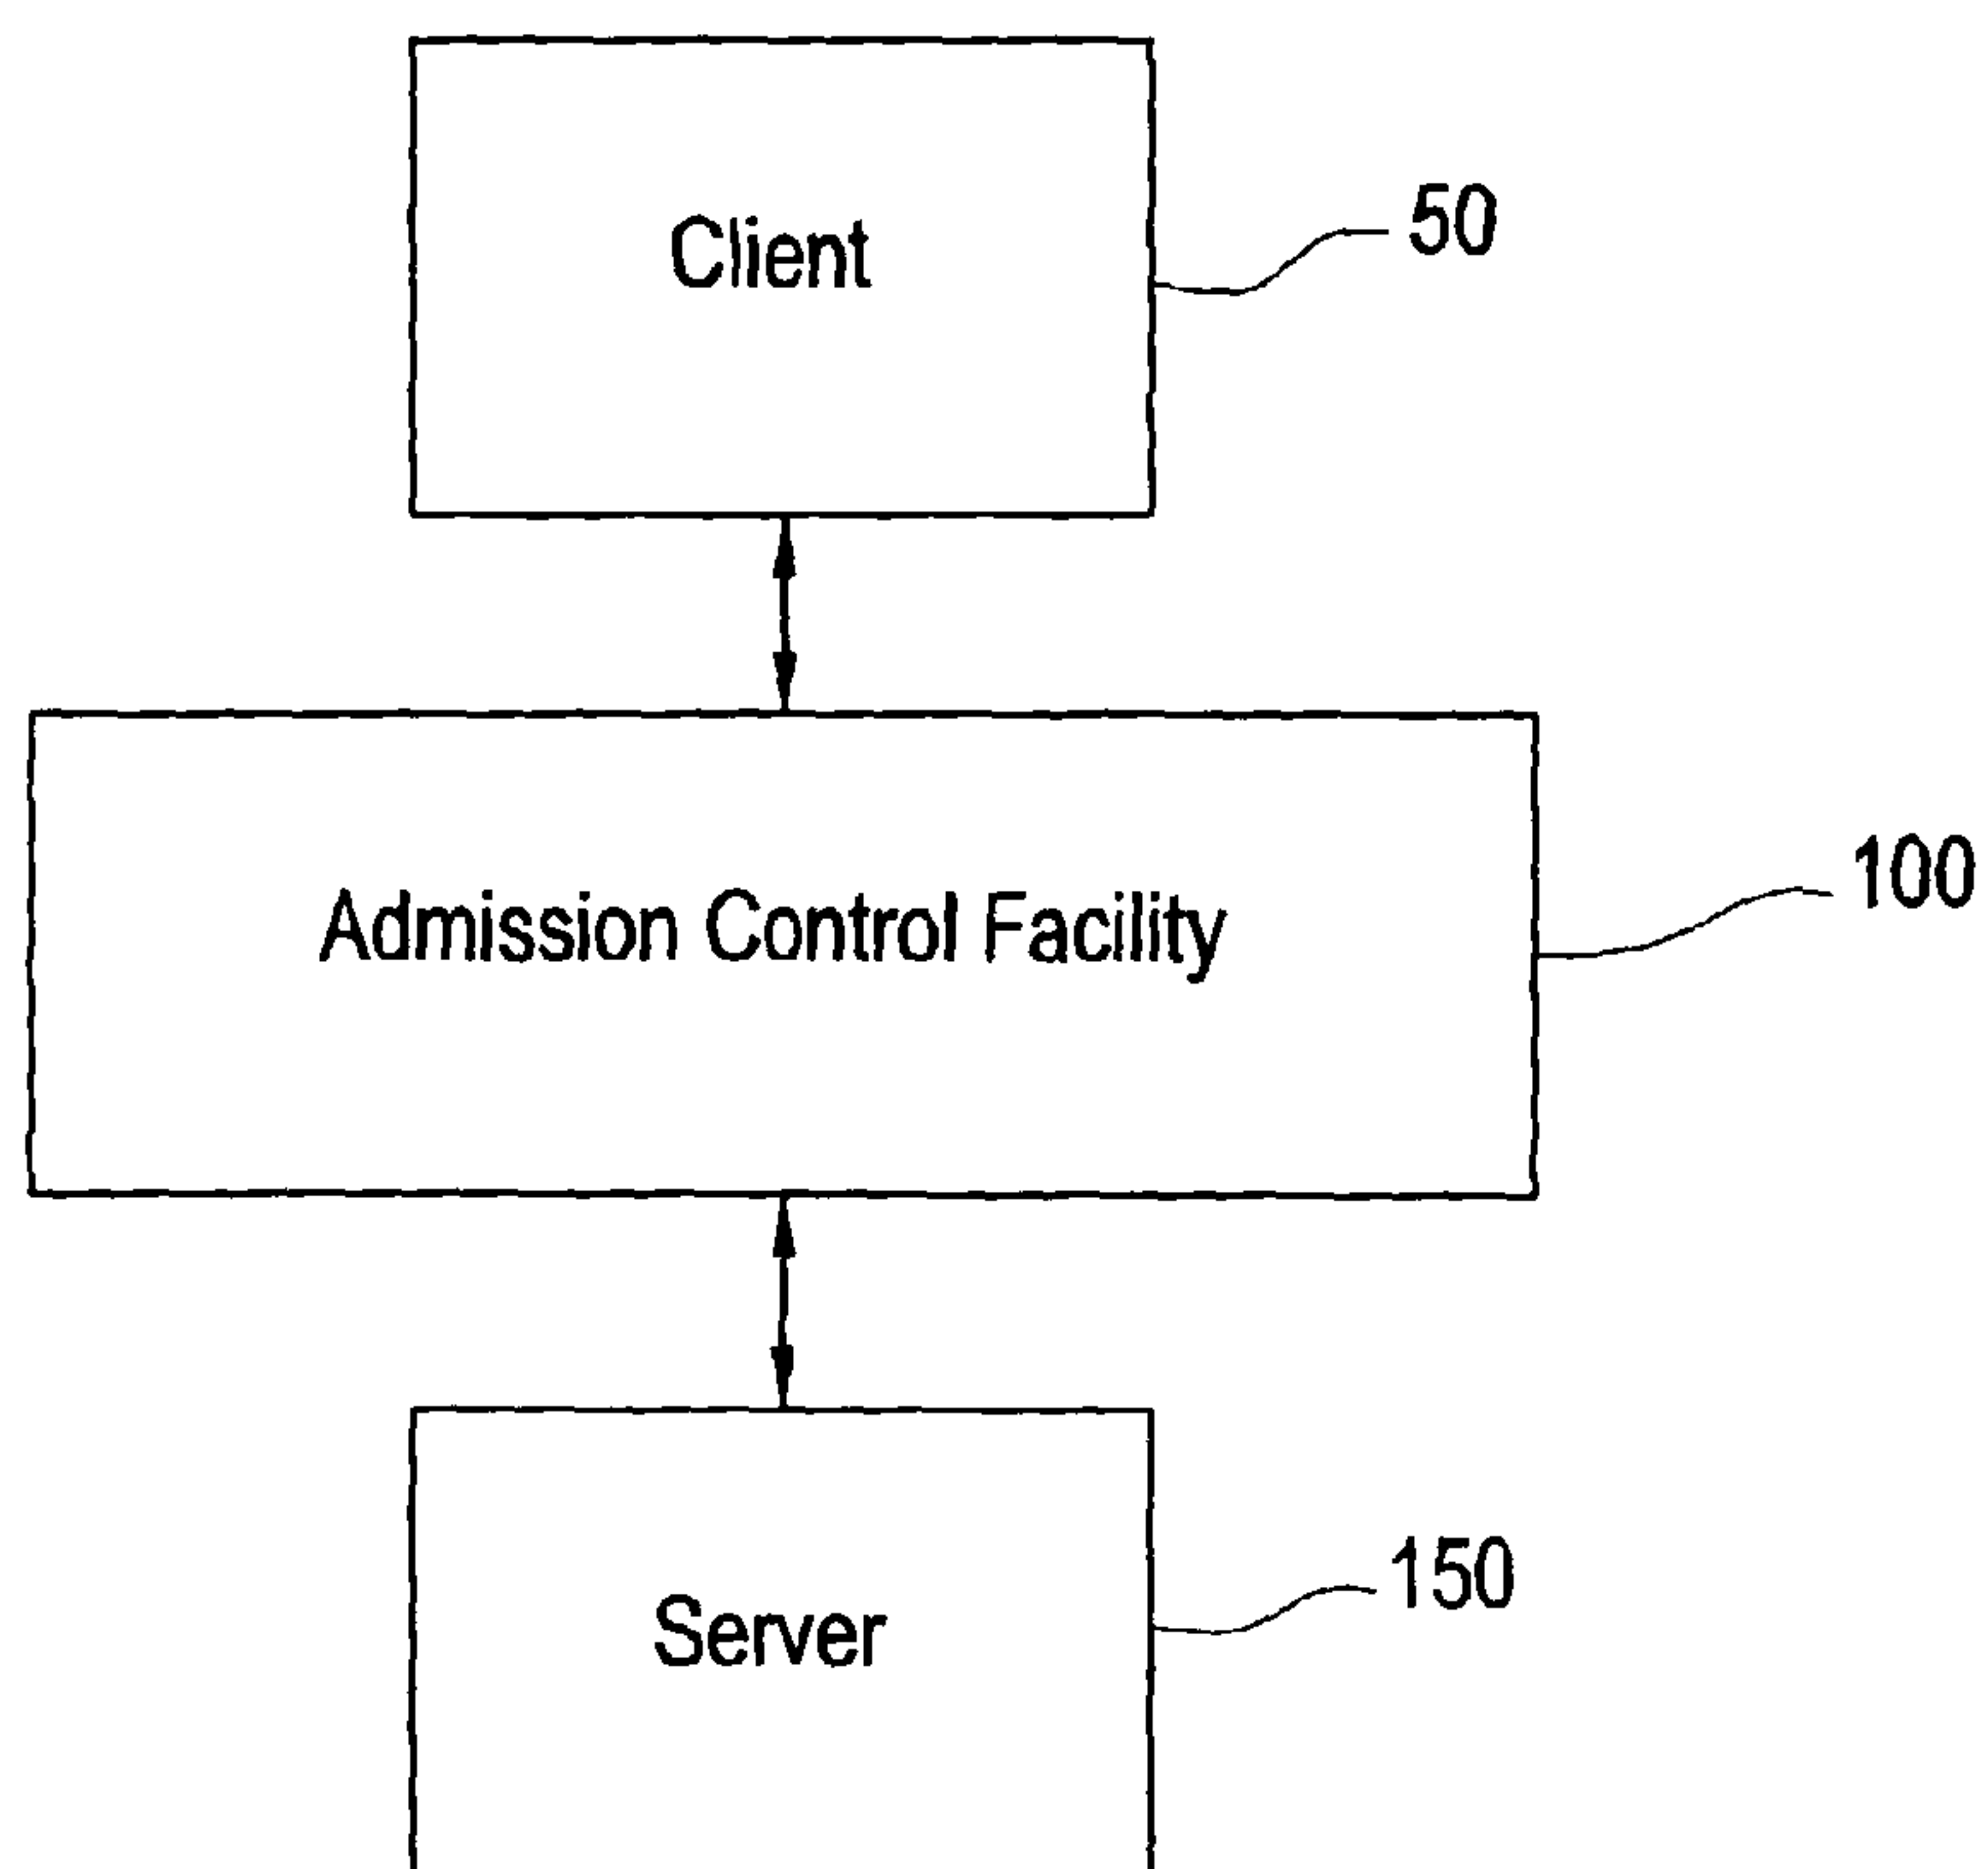 Client
50
Admission Control Facility
100
Server
150